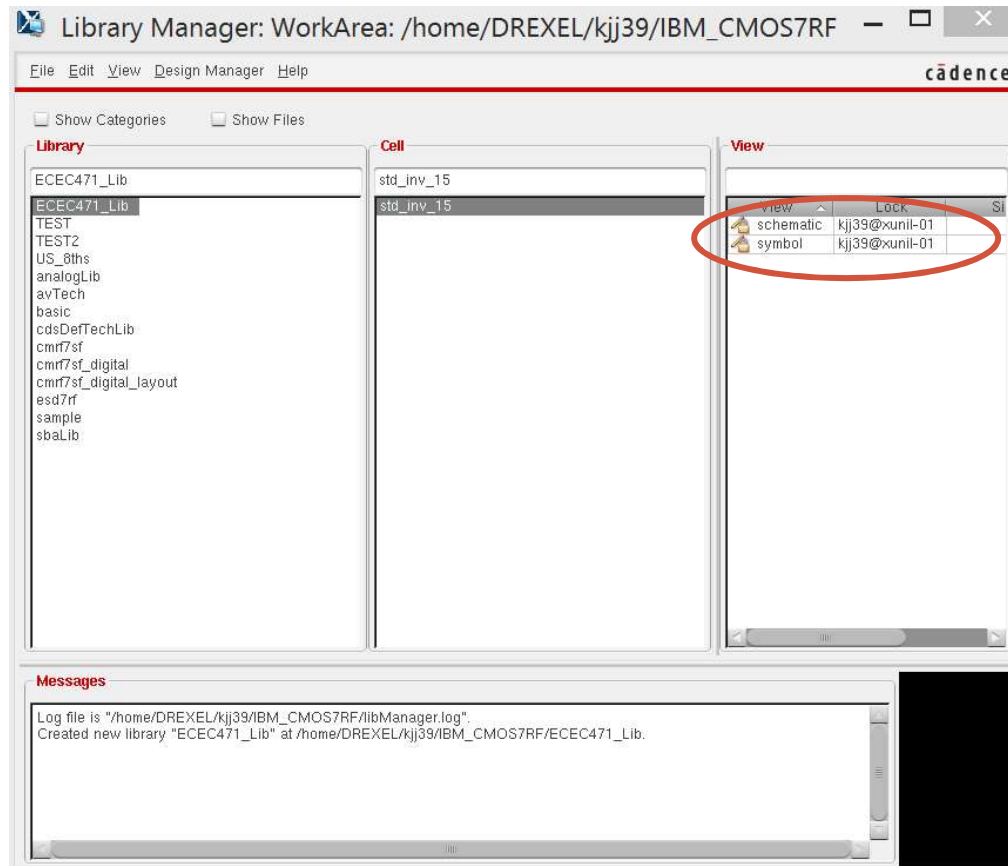 Library Manager: WorkArea: /home/DREXEL/kjj39/IBM_CMOS7RF
File Edit View Design Manager Help
cādence
Show Categories Show Files
Library
ECEC471_Lib
ECEC471_Lib
TEST
TEST2
US_8ths
analogLib
avTech
basic
cdsDefTechLib
cmrf7sf
cmrf7sf_digital
cmrf7sf_digital_layout
esd7rf
sample
sbaLib
Cell
std_inv_15
std_inv_15
View
View Lock Si
schematic kjj39@xunil-01
symbol kjj39@xunil-01
Messages
Log file is "/home/DREXEL/kjj39/IBM_CMOS7RF/libManager.log".
Created new library "ECEC471_Lib" at /home/DREXEL/kjj39/IBM_CMOS7RF/ECEC471_Lib.